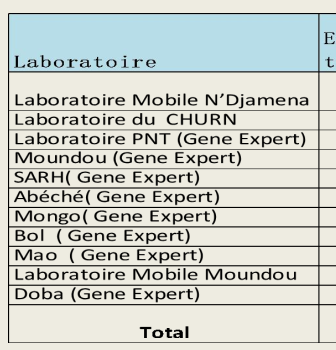 E
Laboratoire t
Laboratoire Mobile N’Djamena
Laboratoire du CHURN
Laboratoire PNT (Gene Expert)
Moundou (Gene Expert)
SARH( Gene Expert)
Abéché( Gene Expert)
Mongo( Gene Expert)
Bol ( Gene Expert)
Mao ( Gene Expert)
Laboratoire Mobile Moundou
Doba (Gene Expert)
Total